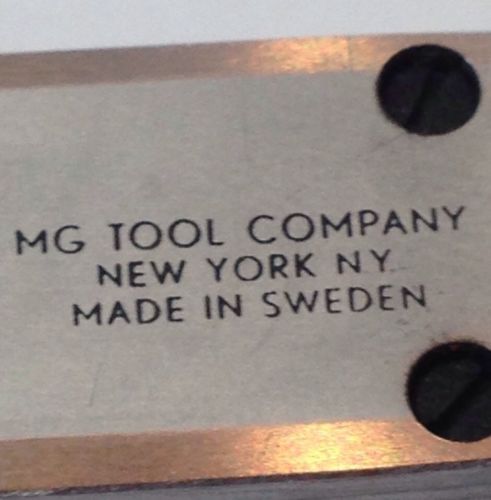 MG TOOL COMPANY
NEW YORK NY
MADE IN SWEDEN